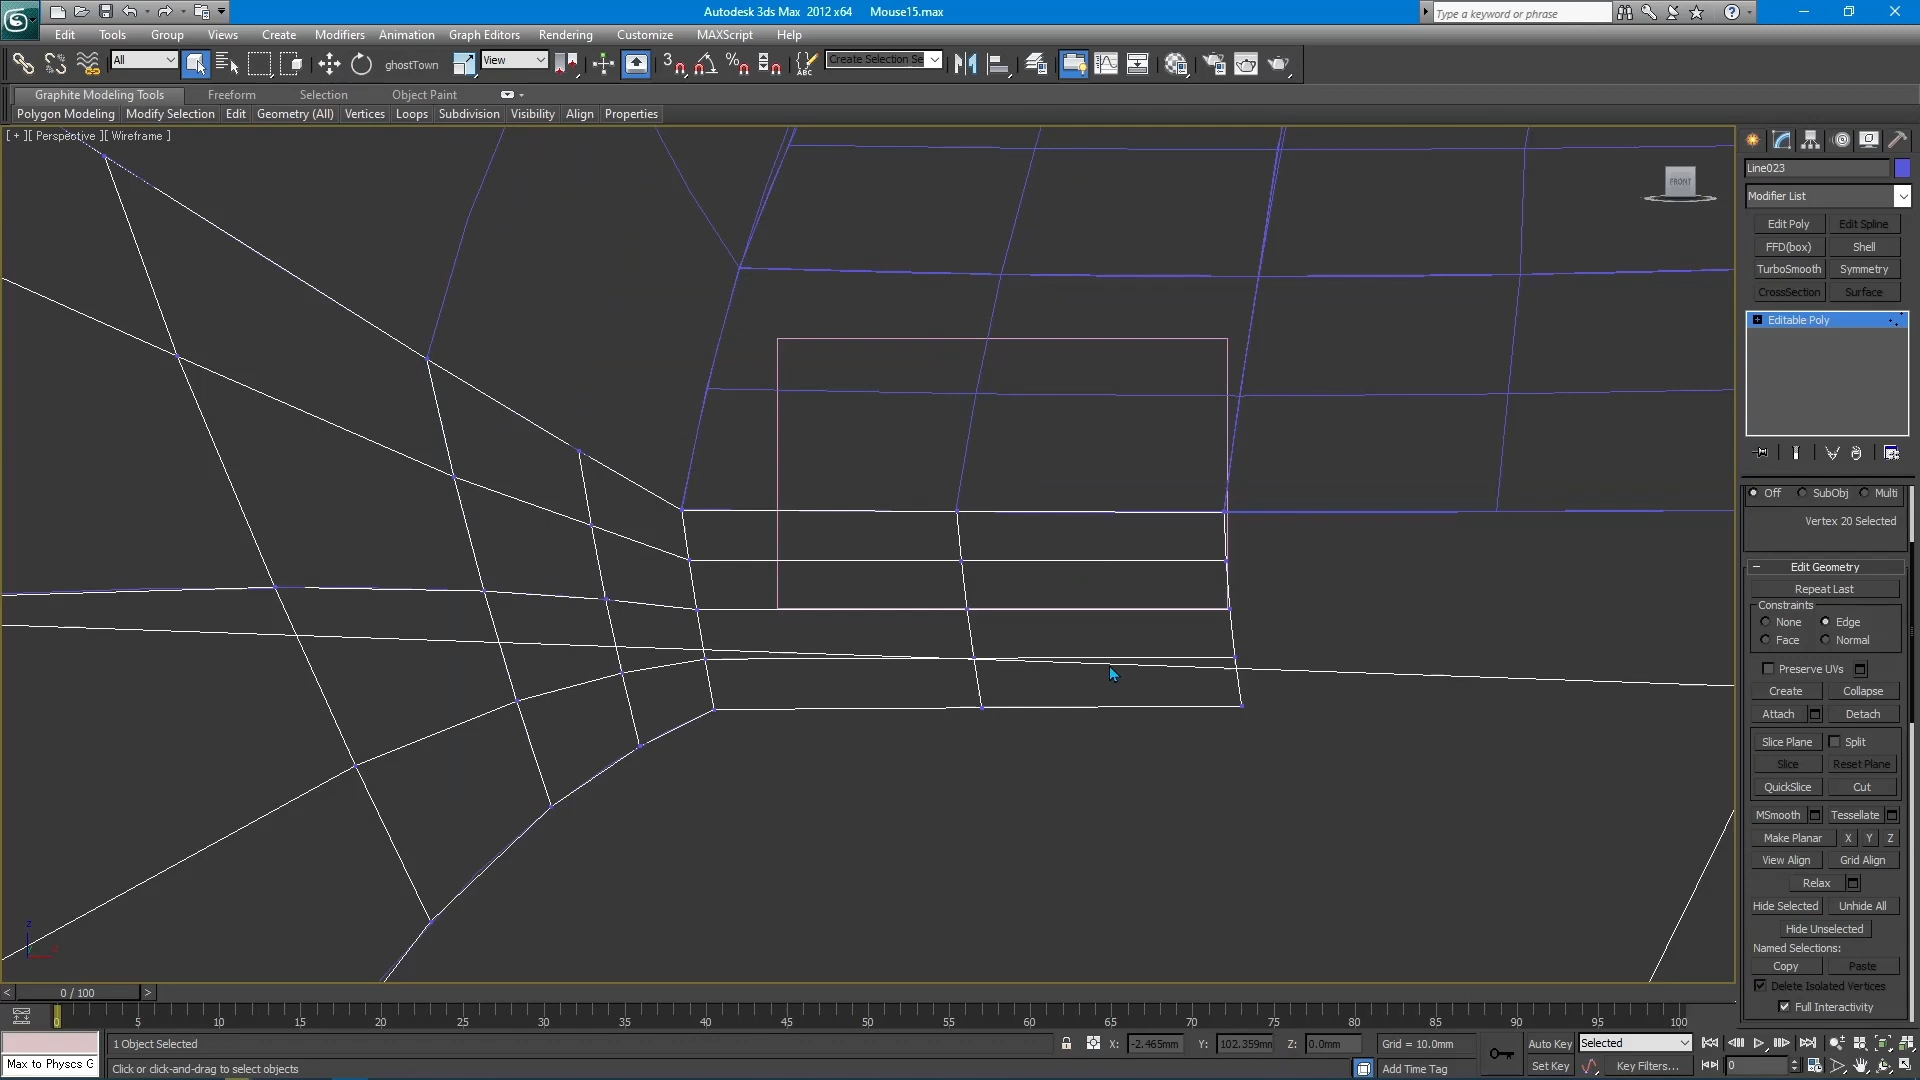 Autodesk 3ds Max 2012 x64 Mouse15.max
Type a keyword or phrase
Edit Tools Group Views Create Modifiers Animation Graph Editors Rendering Customize MAXScript Help
All
ghostTown
View
3
ABC
Create Selection Se
Graphite Modeling Tools Freeform Selection Object Paint
Polygon Modeling Modify Selection Edit Geometry (All) Vertices Loops Subdivision Visibility Align Properties
[ + ][ Perspective ][ Wireframe ]
FRONT
Line023
Modifier List
Edit Poly Edit Spline
FFD(box) Shell
TurboSmooth Symmetry
CrossSection Surface
Editable Poly
Off SubObj Multi
Vertex 20 Selected
Edit Geometry
Repeat Last
Constraints
None Edge
Face Normal
Preserve UVs
Create Collapse
Attach Detach
Slice Plane Split
Slice Reset Plane
QuickSlice Cut
MSmooth Tessellate
Make Planar X Y Z
View Align Grid Align
Relax
Hide Selected Unhide All
Hide Unselected
Named Selections:
Copy Paste
Delete Isolated Vertices
Full Interactivity
z
< 0 / 100 >
0 5 10 15 20 25 30 35 40 45 50 55 60 65 70 75 80 85 90 95 100
1 Object Selected
X: -2.465mm Y: 102.359mm Z: 0.0mm Grid = 10.0mm
Auto Key Selected
Max to Physcs G
Click or click-and-drag to select objects
Add Time Tag
Set Key Key Filters... 0